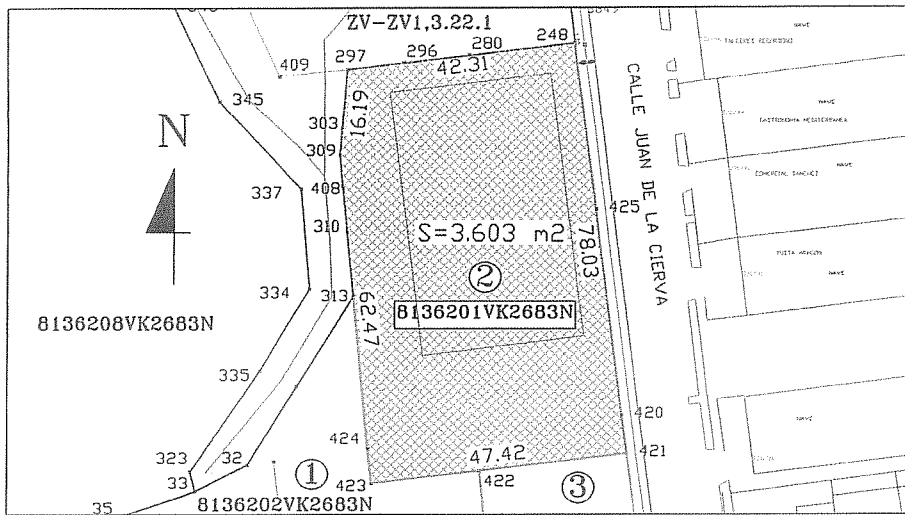 ZV-ZV1,3.22.1
248
280
296
297
42.31
409
345
303
16.19
309
N
337
408
310
425
CALLE JUAN DE LA CIERVA
S=3.603 m2
78.03
2
8136201VK2683N
334
313
62.47
8136208VK2683N
335
420
424
421
47.42
323
32
1
423
422
3
33
8136202VK2683N
35
NAVE
NAVE
GASTRONOMIA MEDITERRANEA
NAVE
COMERCIAL SANCHEZ
NAVE
NAVE